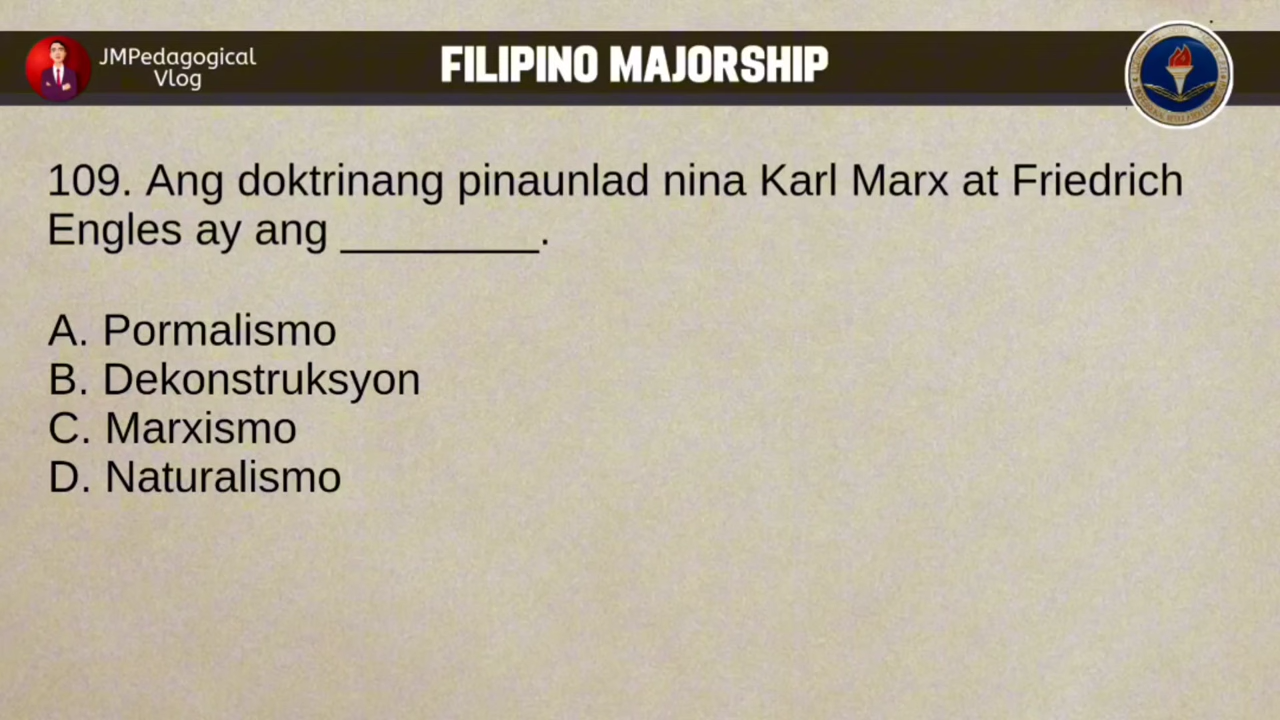 JMPedagogical
Vlog
FILIPINO MAJORSHIP
109. Ang doktrinang pinaunlad nina Karl Marx at Friedrich
Engles ay ang _________.
A. Pormalismo
B. Dekonstruksyon
C. Marxismo
D. Naturalismo